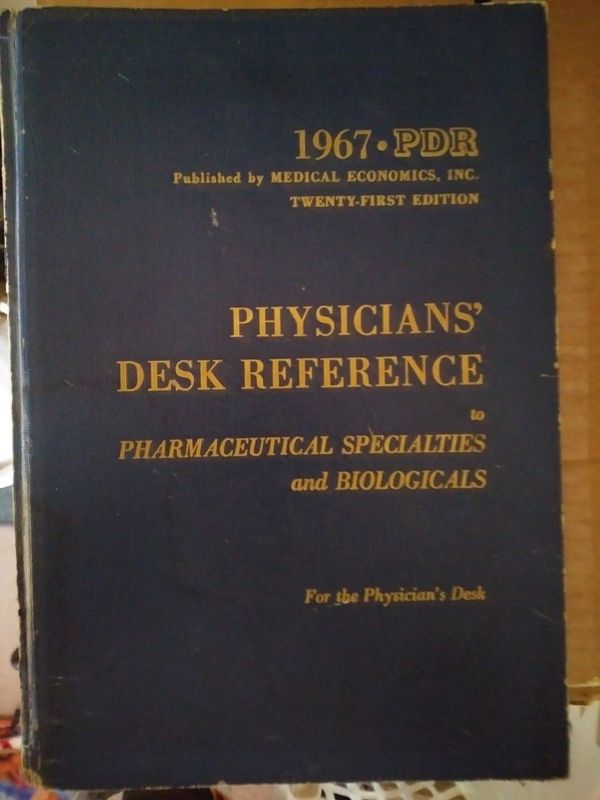 1967 • PDR
Published by MEDICAL ECONOMICS, INC.
TWENTY-FIRST EDITION
PHYSICIANS'
DESK REFERENCE
to
PHARMACEUTICAL SPECIALTIES
and BIOLOGICALS
For the Physician's Desk